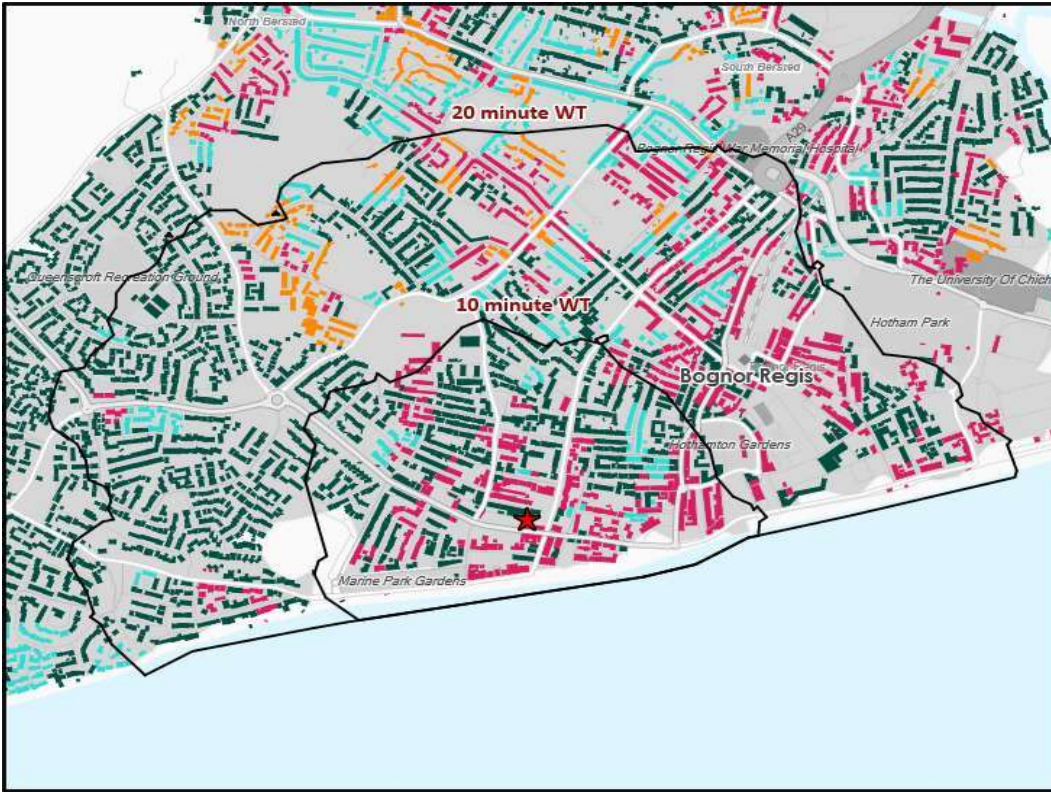 North Bersted
South Bersted
20 minute WT
A29
Bognor Regis War Memorial Hospital
Queenscroft Recreation Ground
The University Of Chich
10 minute WT
Hotham Park
Bognor Regis
Hothamton Gardens
Marine Park Gardens